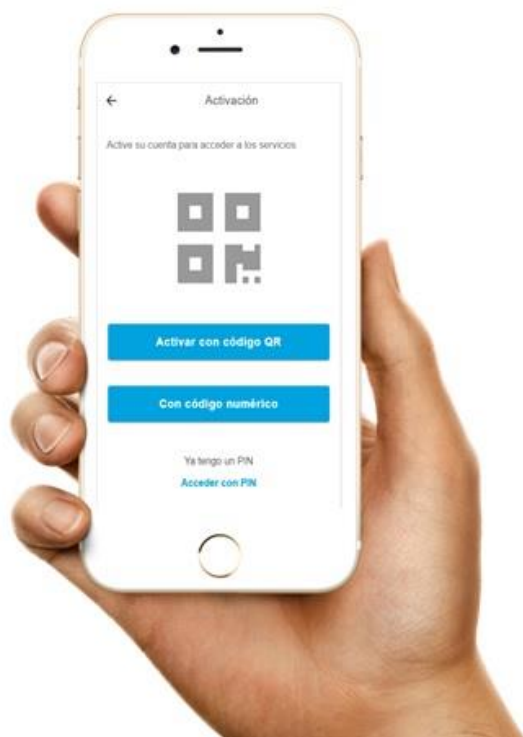 Activación
Active su cuenta para acceder a los servicios
Activar con código QR
Con código numérico
Ya tengo un PIN
Acceder con PIN